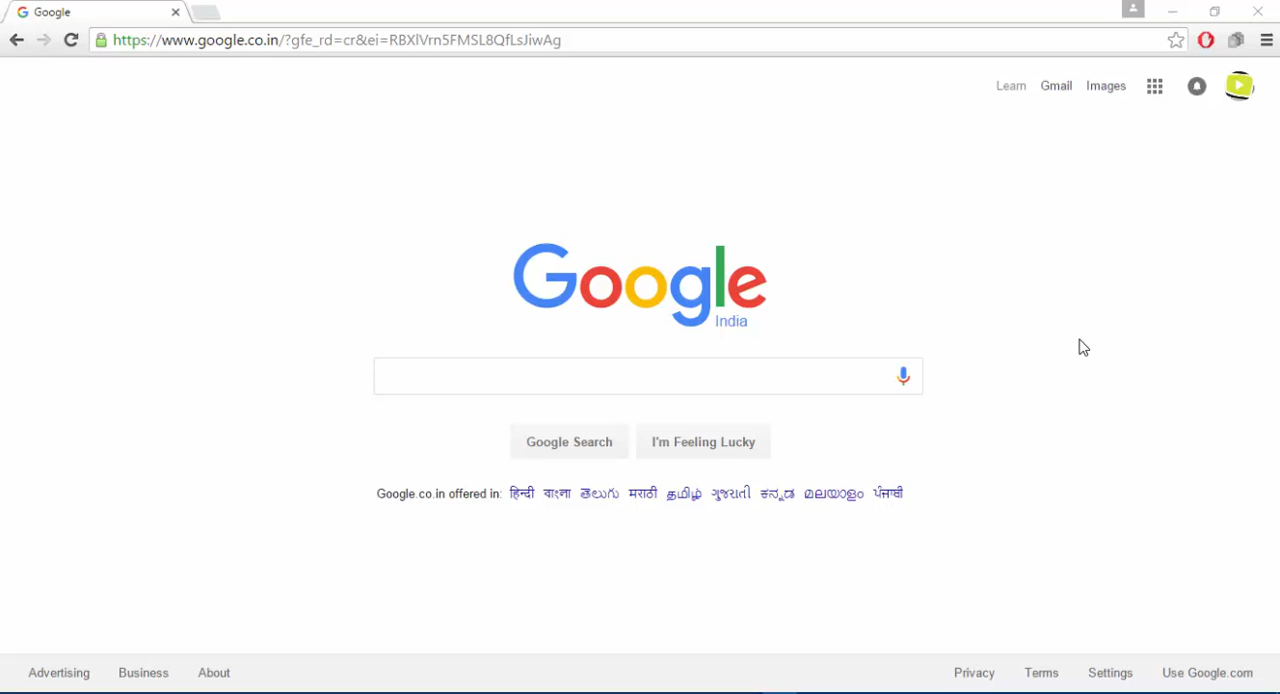 Google
https://www.google.co.in/?gfe_rd=cr&ei=RBXlVrn5FMSL8QfLsJiwAg
Learn Gmail Images
Google
India
Google Search I'm Feeling Lucky
Google.co.in offered in: हिन्दी বাংলা తెలుగు मराठी தமிழ் ગુજરાતી ಕನ್ನಡ മലയാളം ਪੰਜਾਬੀ
Advertising Business About Privacy Terms Settings Use Google.com